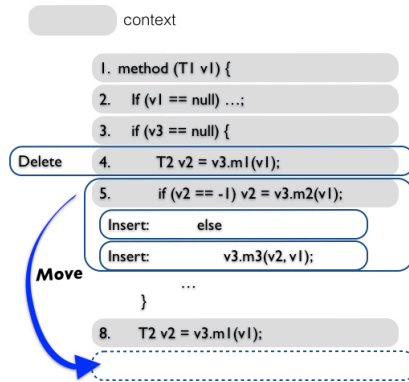 context
1. method (T1 v1) {
2. If (v1 == null) ...;
3. if (v3 == null) {
Delete 4. T2 v2 = v3.m1(v1);
5. if (v2 == -1) v2 = v3.m2(v1);
Insert: else
Insert: v3.m3(v2, v1);
Move
...
}
8. T2 v2 = v3.m1(v1);